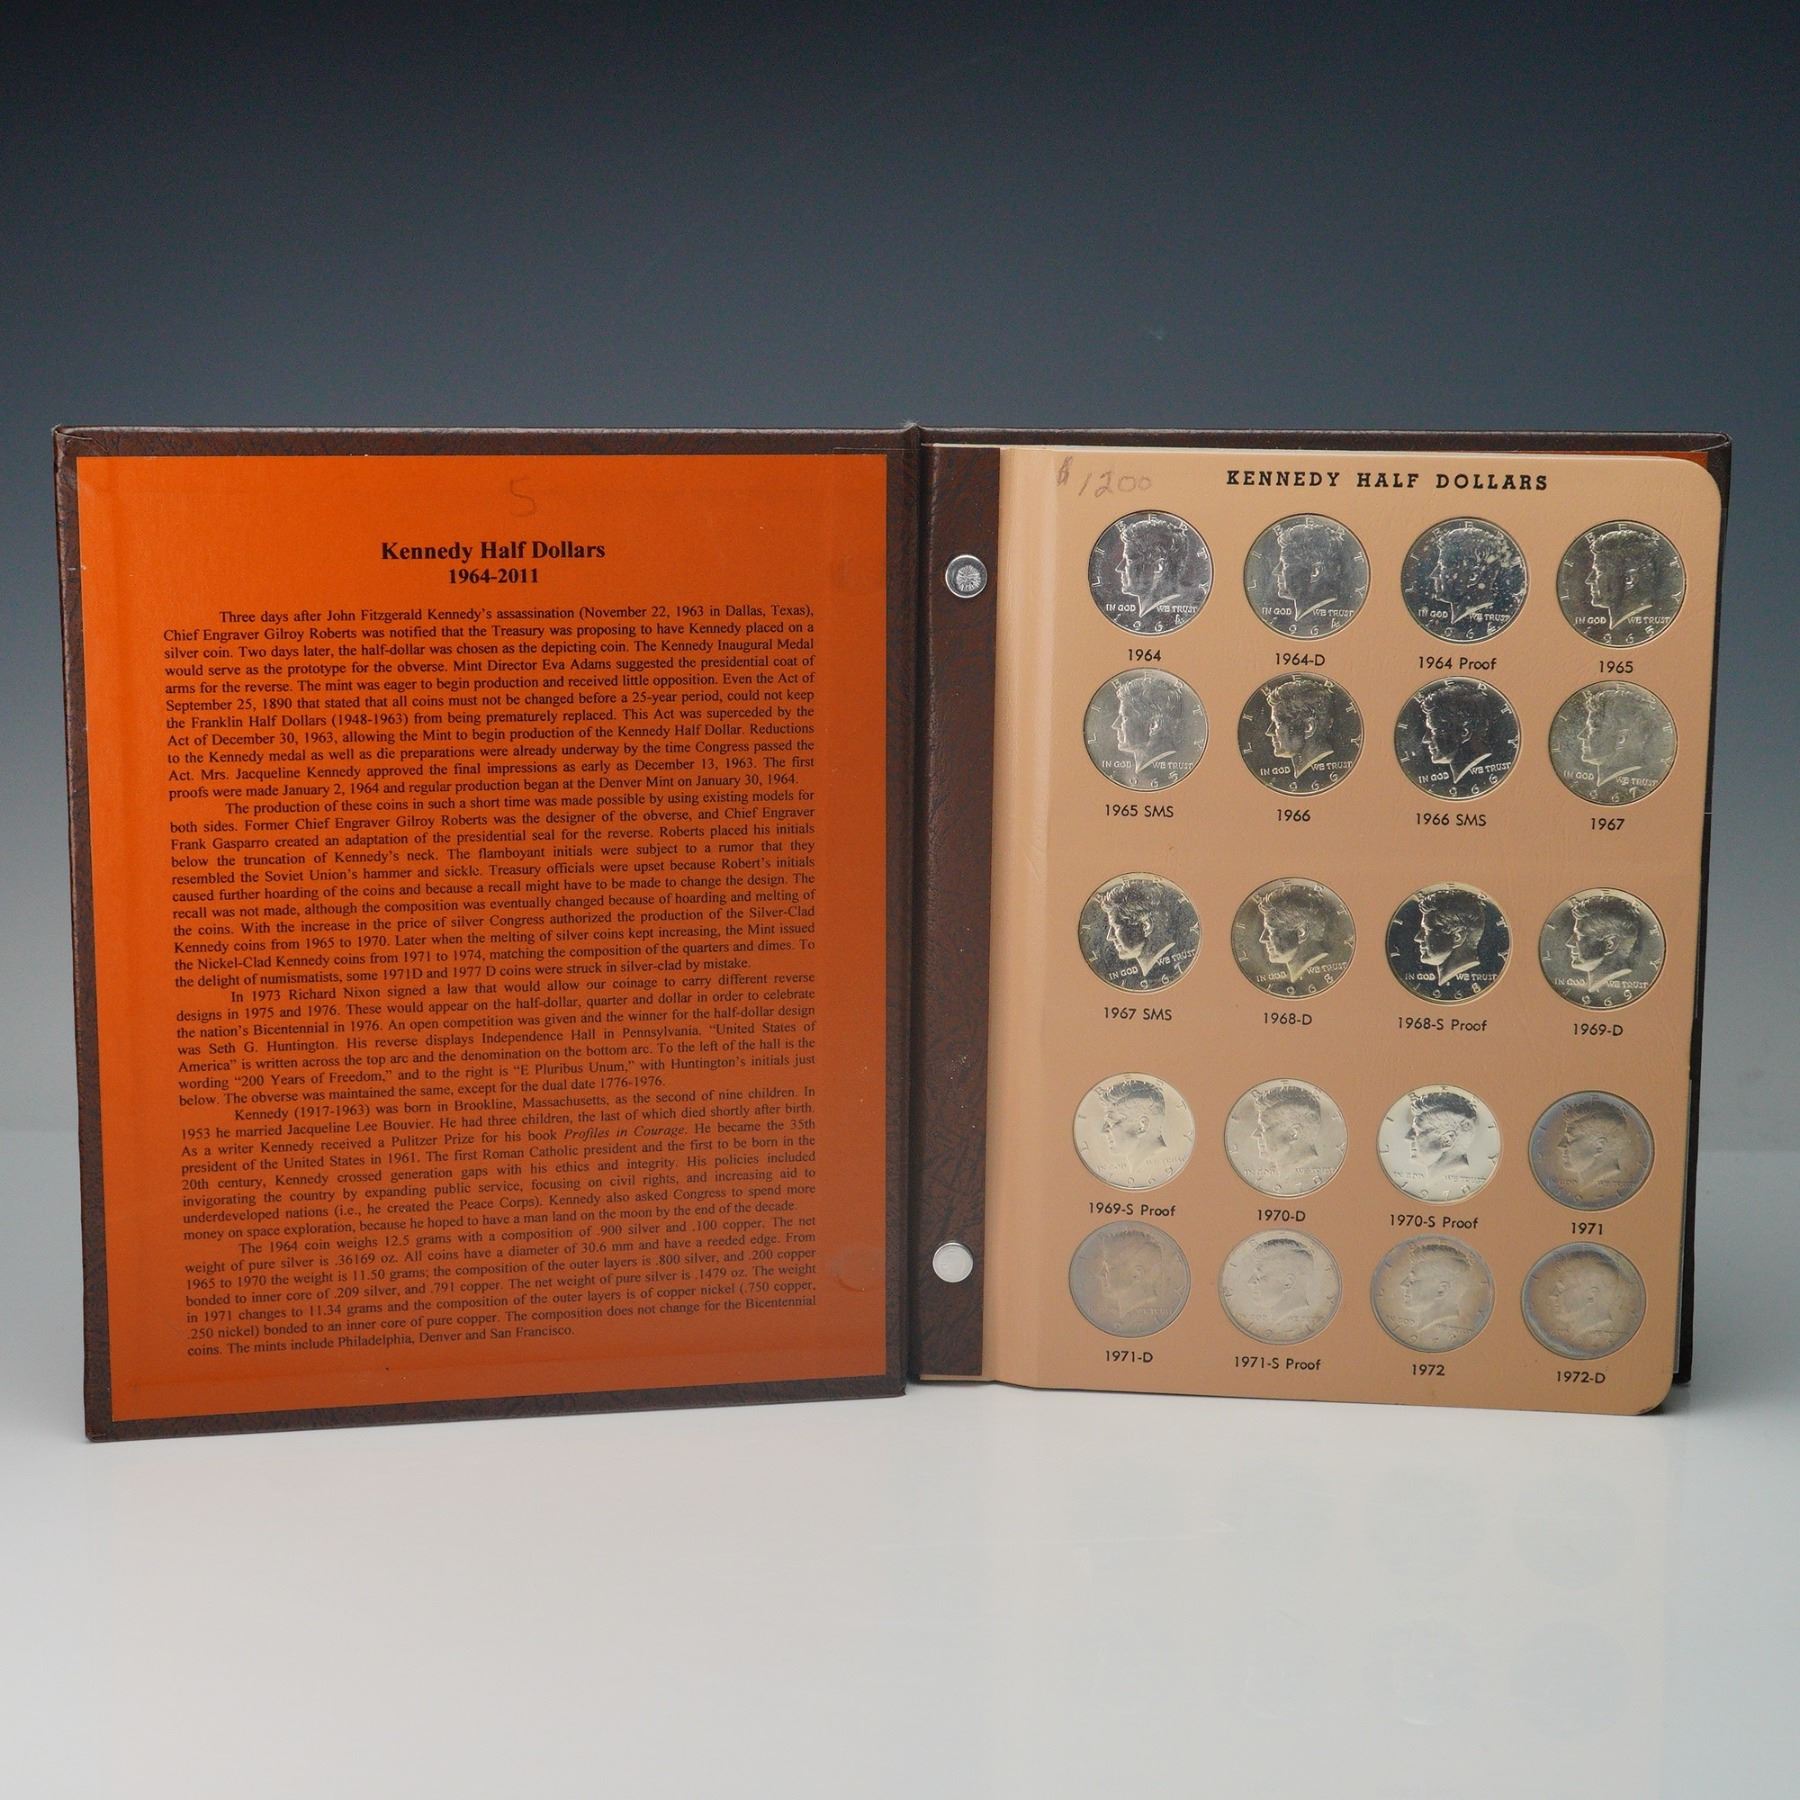 5
Kennedy Half Dollars
1964-2011
Three days after John Fitzgerald Kennedy's assassination (November 22, 1963 in Dallas, Texas),
Chief Engraver Gilroy Roberts was notified that the Treasury was proposing to have Kennedy placed on a
silver coin. Two days later, the half-dollar was chosen as the depicting coin. The Kennedy Inaugural Medal
would serve as the prototype for the obverse. Mint Director Eva Adams suggested the presidential coat of
arms for the reverse. The mint was eager to begin production and received little opposition. Even the Act of
September 25, 1890 that stated that all coins must not be changed before a 25-year period, could not keep
the Franklin Half Dollars (1948-1963) from being prematurely replaced. This Act was superceded by the
Act of December 30, 1963, allowing the Mint to begin production of the Kennedy Half Dollar. Reductions
to the Kennedy medal as well as die preparations were already underway by the time Congress passed the
Act. Mrs. Jacqueline Kennedy approved the final impressions as early as December 13, 1963. The first
proofs were made January 2, 1964 and regular production began at the Denver Mint on January 30, 1964.
The production of these coins in such a short time was made possible by using existing models for
both sides. Former Chief Engraver Gilroy Roberts was the designer of the obverse, and Chief Engraver
Frank Gasparro created an adaptation of the presidential seal for the reverse. Roberts placed his initials
below the truncation of Kennedy's neck. The flamboyant initials were subject to a rumor that they
resembled the Soviet Union's hammer and sickle. Treasury officials were upset because Robert's initials
caused further hoarding of the coins and because a recall might have to be made to change the design. The
recall was not made, although the composition was eventually changed because of hoarding and melting of
the coins. With the increase in the price of silver Congress authorized the production of the Silver-Clad
Kennedy coins from 1965 to 1970. Later when the melting of silver coins kept increasing, the Mint issued
the Nickel-Clad Kennedy coins from 1971 to 1974, matching the composition of the quarters and dimes. To
the delight of numismatists, some 1971D and 1977 D coins were struck in silver-clad by mistake.
In 1973 Richard Nixon signed a law that would allow our coinage to carry different reverse
designs in 1975 and 1976. These would appear on the half-dollar, quarter and dollar in order to celebrate
the nation's Bicentennial in 1976. An open competition was given and the winner for the half-dollar design
was Seth G. Huntington. His reverse displays Independence Hall in Pennsylvania. "United States of
America" is written across the top arc and the denomination on the bottom arc. To the left of the hall is the
wording "200 Years of Freedom," and to the right is "E Pluribus Unum," with Huntington's initials just
below. The obverse was maintained the same, except for the dual date 1776-1976.
Kennedy (1917-1963) was born in Brookline, Massachusetts, as the second of nine children. In
1953 he married Jacqueline Lee Bouvier. He had three children, the last of which died shortly after birth.
As a writer Kennedy received a Pulitzer Prize for his book Profiles in Courage. He became the 35th
president of the United States in 1961. The first Roman Catholic president and the first to be born in the
20th century, Kennedy crossed generation gaps with his ethics and integrity. His policies included
invigorating the country by expanding public service, focusing on civil rights, and increasing aid to
underdeveloped nations (i.e., he created the Peace Corps). Kennedy also asked Congress to spend more
money on space exploration, because he hoped to have a man land on the moon by the end of the decade.
The 1964 coin weighs 12.5 grams with a composition of .900 silver and .100 copper. The net
weight of pure silver is .36169 oz. All coins have a diameter of 30.6 mm and have a reeded edge. From
1965 to 1970 the weight is 11.50 grams; the composition of the outer layers is .800 silver, and .200 copper
bonded to inner core of .209 silver, and .791 copper. The net weight of pure silver is .1479 oz. The weight
in 1971 changes to 11.34 grams and the composition of the outer layers is of copper nickel (.750 copper,
.250 nickel) bonded to an inner core of pure copper. The composition does not change for the Bicentennial
coins. The mints include Philadelphia, Denver and San Francisco.
$1200
KENNEDY HALF DOLLARS
1964 1964-D 1964 Proof 1965
1965 SMS 1966 1966 SMS 1967
1967 SMS 1968-D 1968-S Proof 1969-D
1969-S Proof 1970-D 1970-S Proof 1971
1971-D 1971-S Proof 1972 1972-D